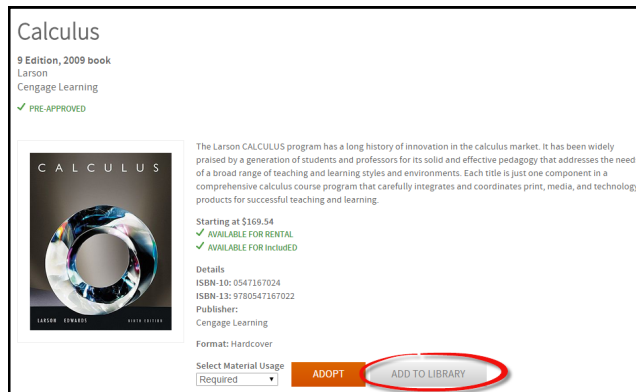 Calculus
9 Edition, 2009 book
Larson
Cengage Learning
✓ PRE-APPROVED
CALCULUS
LARSON EDWARDS NINTH EDITION
The Larson CALCULUS program has a long history of innovation in the calculus market. It has been widely
praised by a generation of students and professors for its solid and effective pedagogy that addresses the need
of a broad range of teaching and learning styles and environments. Each title is just one component in a
comprehensive calculus course program that carefully integrates and coordinates print, media, and technology
products for successful teaching and learning.
Starting at $169.54
✓ AVAILABLE FOR RENTAL
✓ AVAILABLE FOR IncludED
Details
ISBN-10: 0547167024
ISBN-13: 9780547167022
Publisher:
Cengage Learning
Format: Hardcover
Select Material Usage
Required ADOPT ADD TO LIBRARY